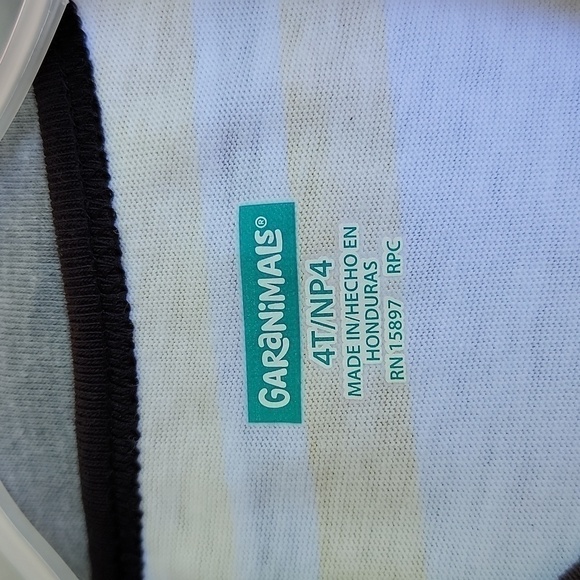 GARANiMALS®
4T/NP4
MADE IN/HECHO EN
HONDURAS
RN 15897 RPC